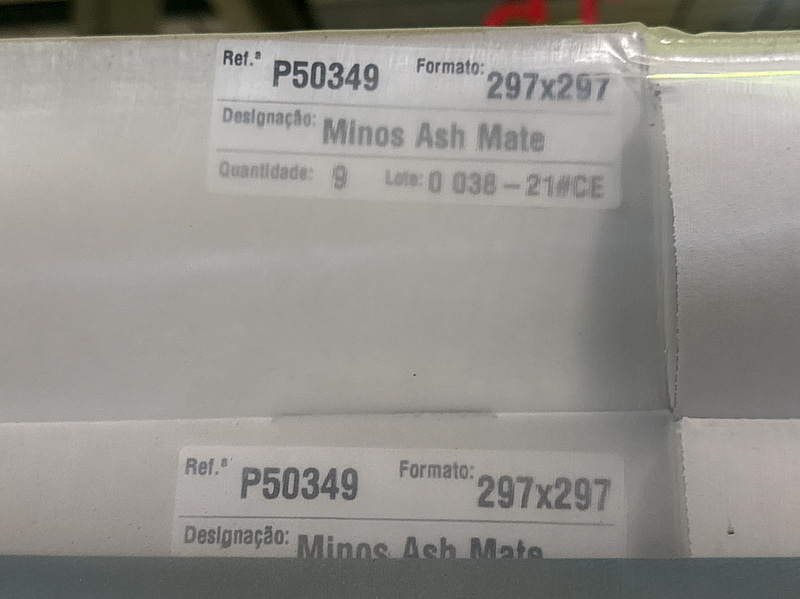 Ref.ª P50349 Formato: 297x297
Designação: Minos Ash Mate
Quantidade: 9 Lote: 0 038 – 21#CE
Ref.ª P50349 Formato: 297x297
Designação: Minos Ash Mate